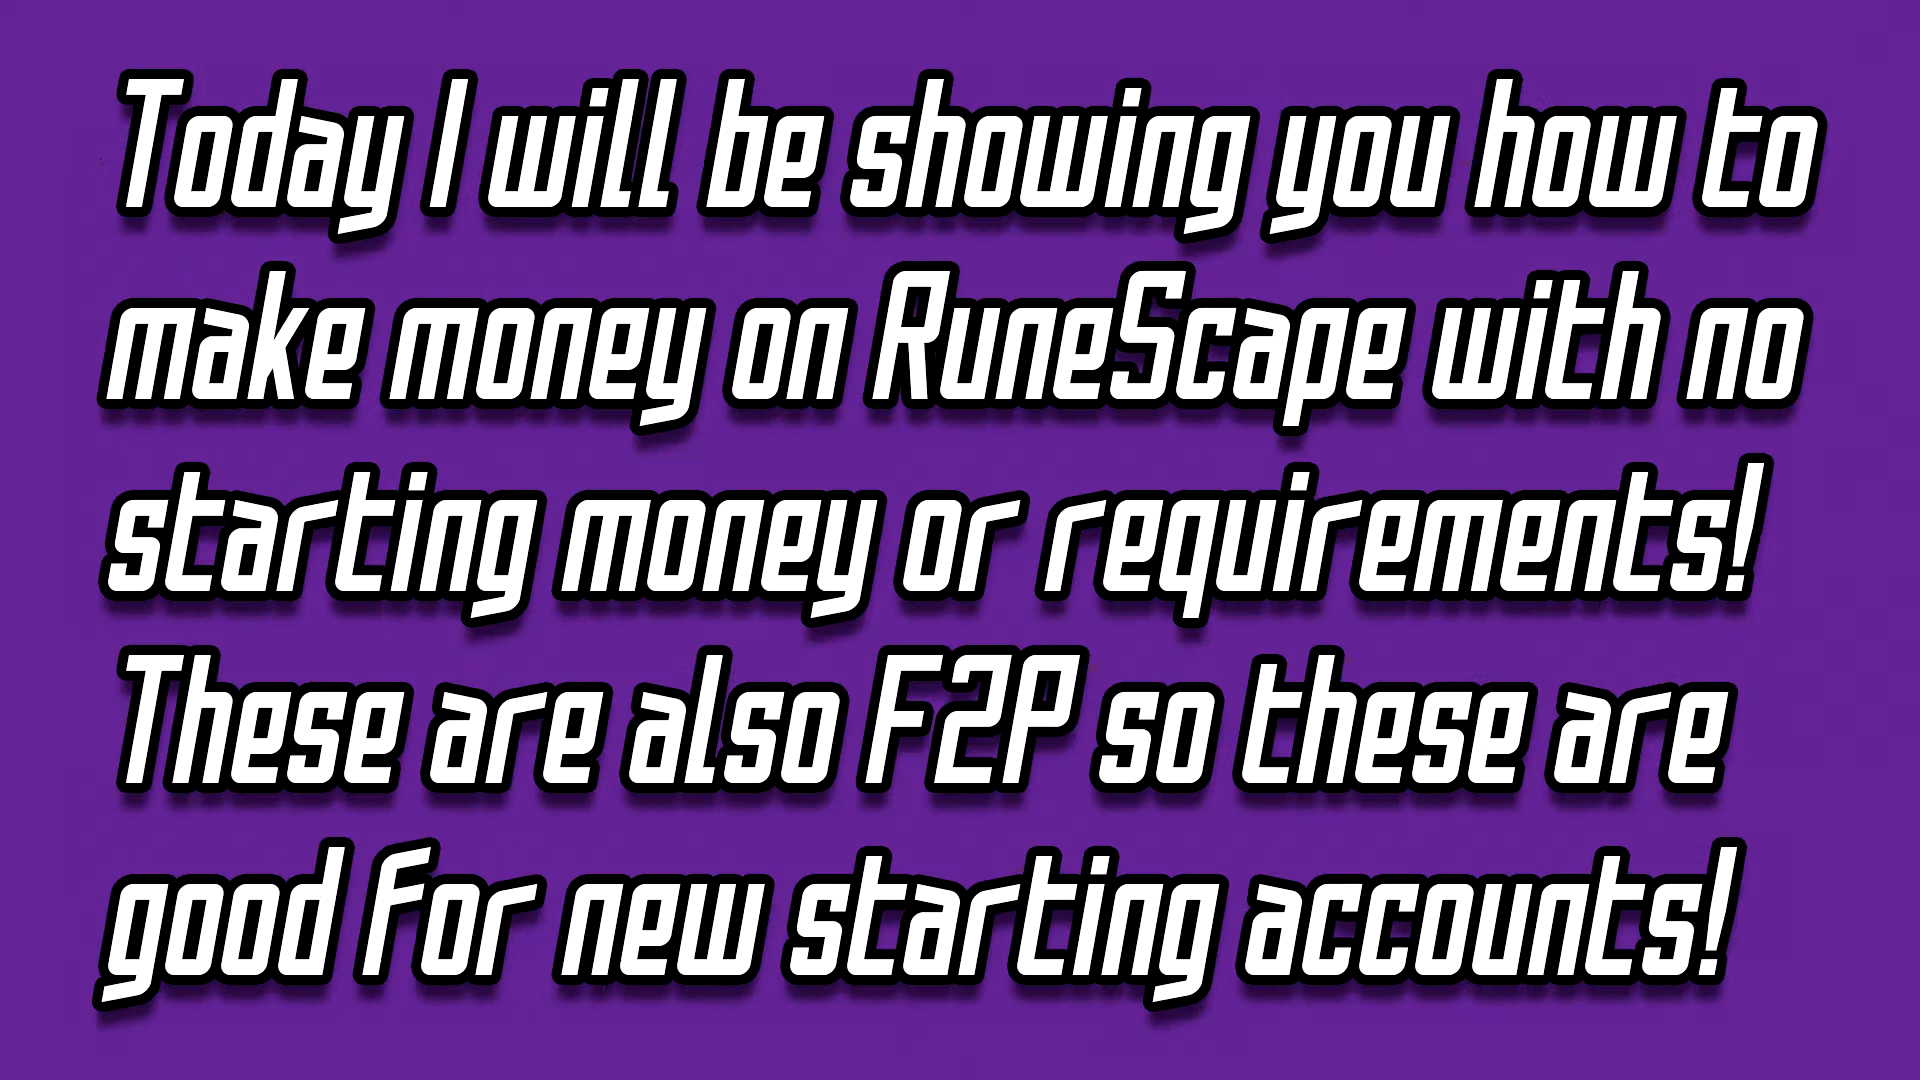 Today I will be showing you how to
make money on RuneScape with no
starting money or requirements!
These are also F2P so these are
good for new starting accounts!